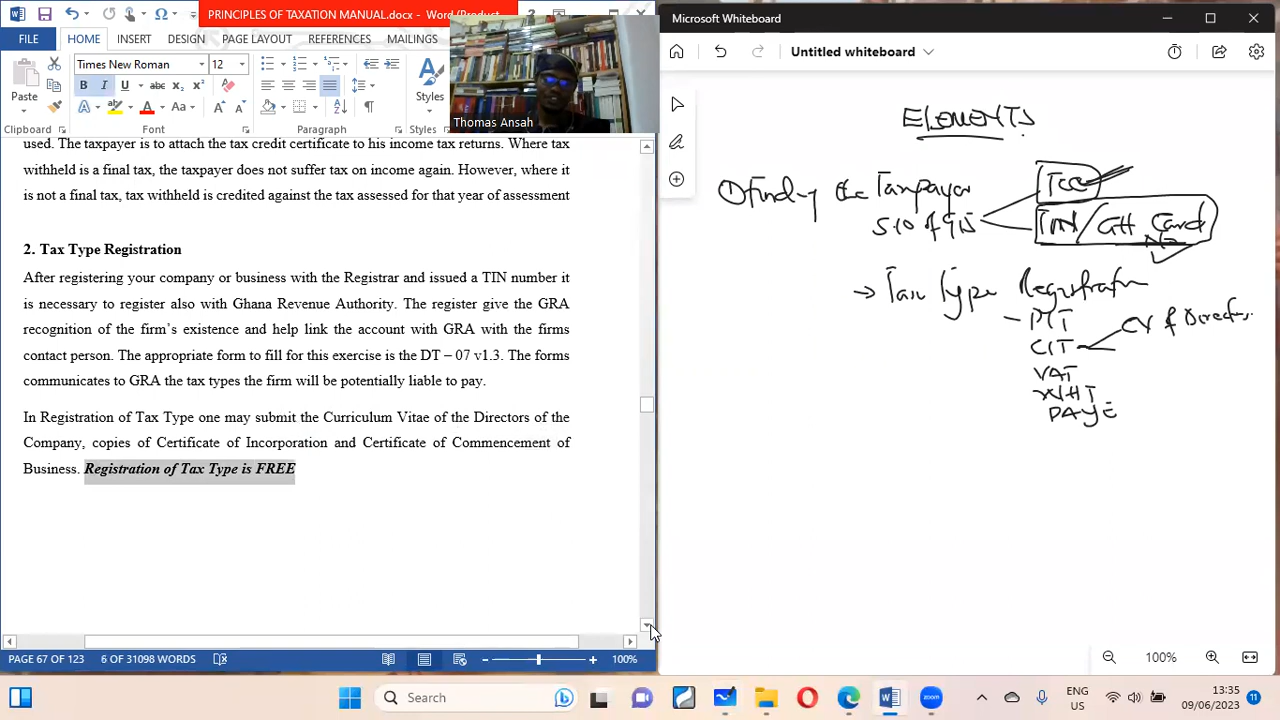 PRINCIPLES OF TAXATION MANUAL.docx - Word (Product
FILE HOME INSERT DESIGN PAGE LAYOUT REFERENCES MAILINGS
Times New Roman 12
Paste
Styles
Clipboard Font Paragraph Styles
Thomas Ansah
used. The taxpayer is to attach the tax credit certificate to his income tax returns. Where tax
withheld is a final tax, the taxpayer does not suffer tax on income again. However, where it
is not a final tax, tax withheld is credited against the tax assessed for that year of assessment
2. Tax Type Registration
After registering your company or business with the Registrar and issued a TIN number it
is necessary to register also with Ghana Revenue Authority. The register give the GRA
recognition of the firm's existence and help link the account with GRA with the firms
contact person. The appropriate form to fill for this exercise is the DT – 07 v1.3. The forms
communicates to GRA the tax types the firm will be potentially liable to pay.
In Registration of Tax Type one may submit the Curriculum Vitae of the Directors of the
Company, copies of Certificate of Incorporation and Certificate of Commencement of
Business. Registration of Tax Type is FREE
PAGE 67 OF 123 6 OF 31098 WORDS 100%
Microsoft Whiteboard
Untitled whiteboard
ELEMENTS
① Finding the Taxpayer
TCC
S.10 of 915
TIN/ GH Card
No
→ Tax Type Registration
- PIT
CIT
CV of Directors
VAT
WHT
PAYE
100%
Search
ENG
US
13:35
09/06/2023